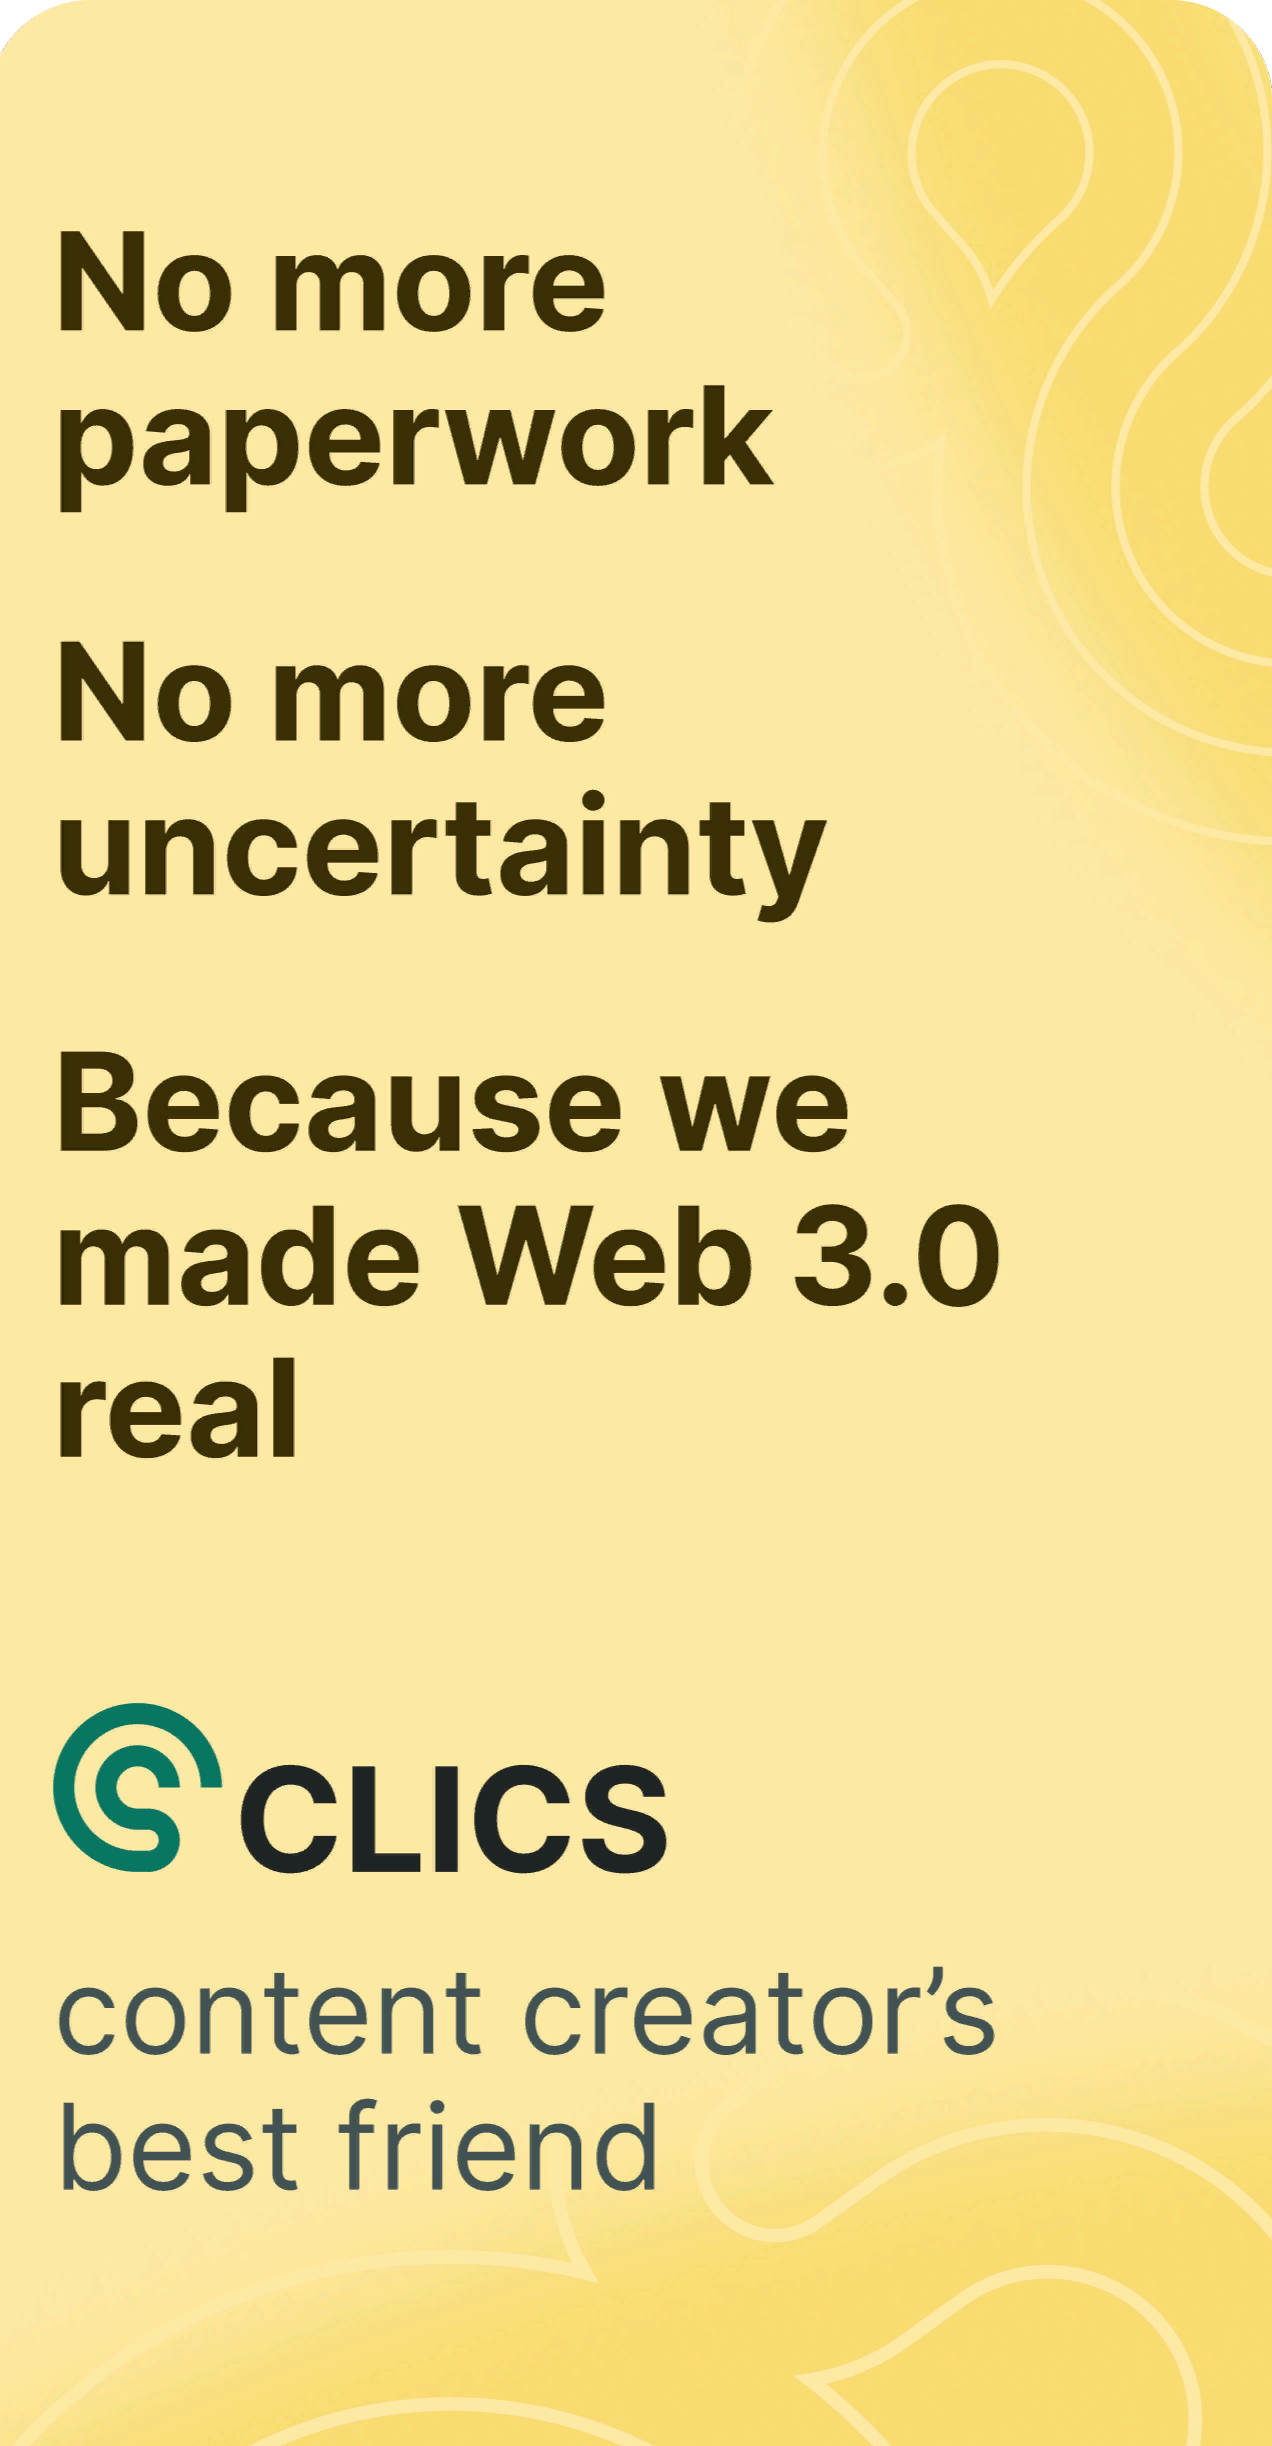 No more
paperwork
No more
uncertainty
Because we
made Web 3.0
real
CLICS
content creator’s
best friend